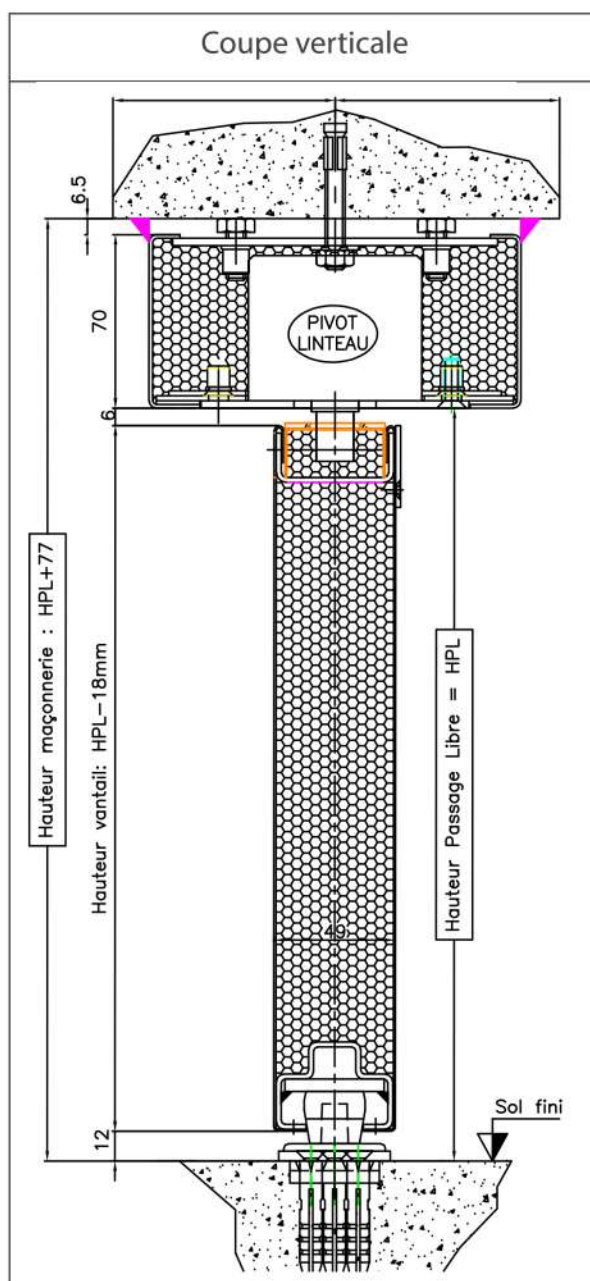 Coupe verticale
6.5
70
PIVOT
LINTEAU
6
Hauteur maçonnerie : HPL+77
Hauteur vantail: HPL-18mm
Hauteur Passage Libre = HPL
49
Sol fini
12